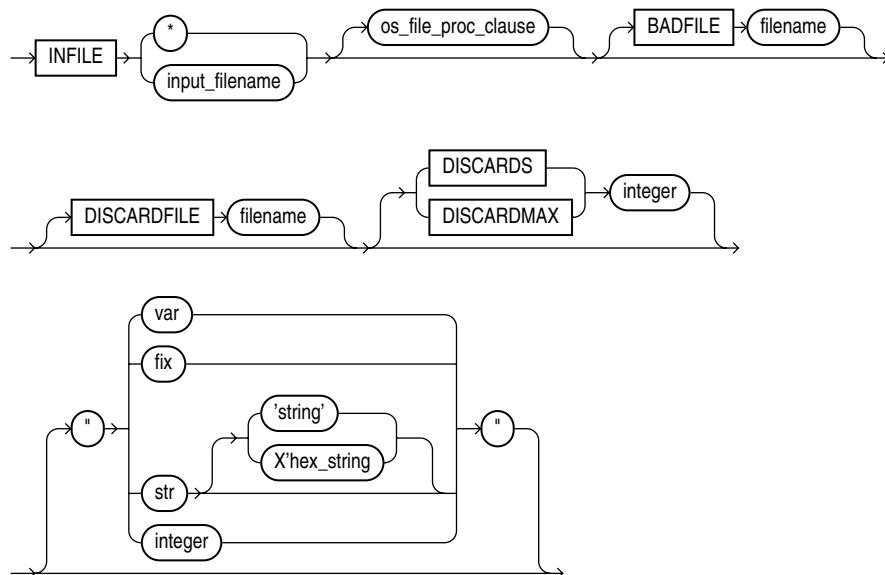 INFILE * input_filename os_file_proc_clause BADFILE filename
DISCARDFILE filename DISCARDS DISCARDMAX integer
" var "
fix
'string'
X'hex_string
str
integer